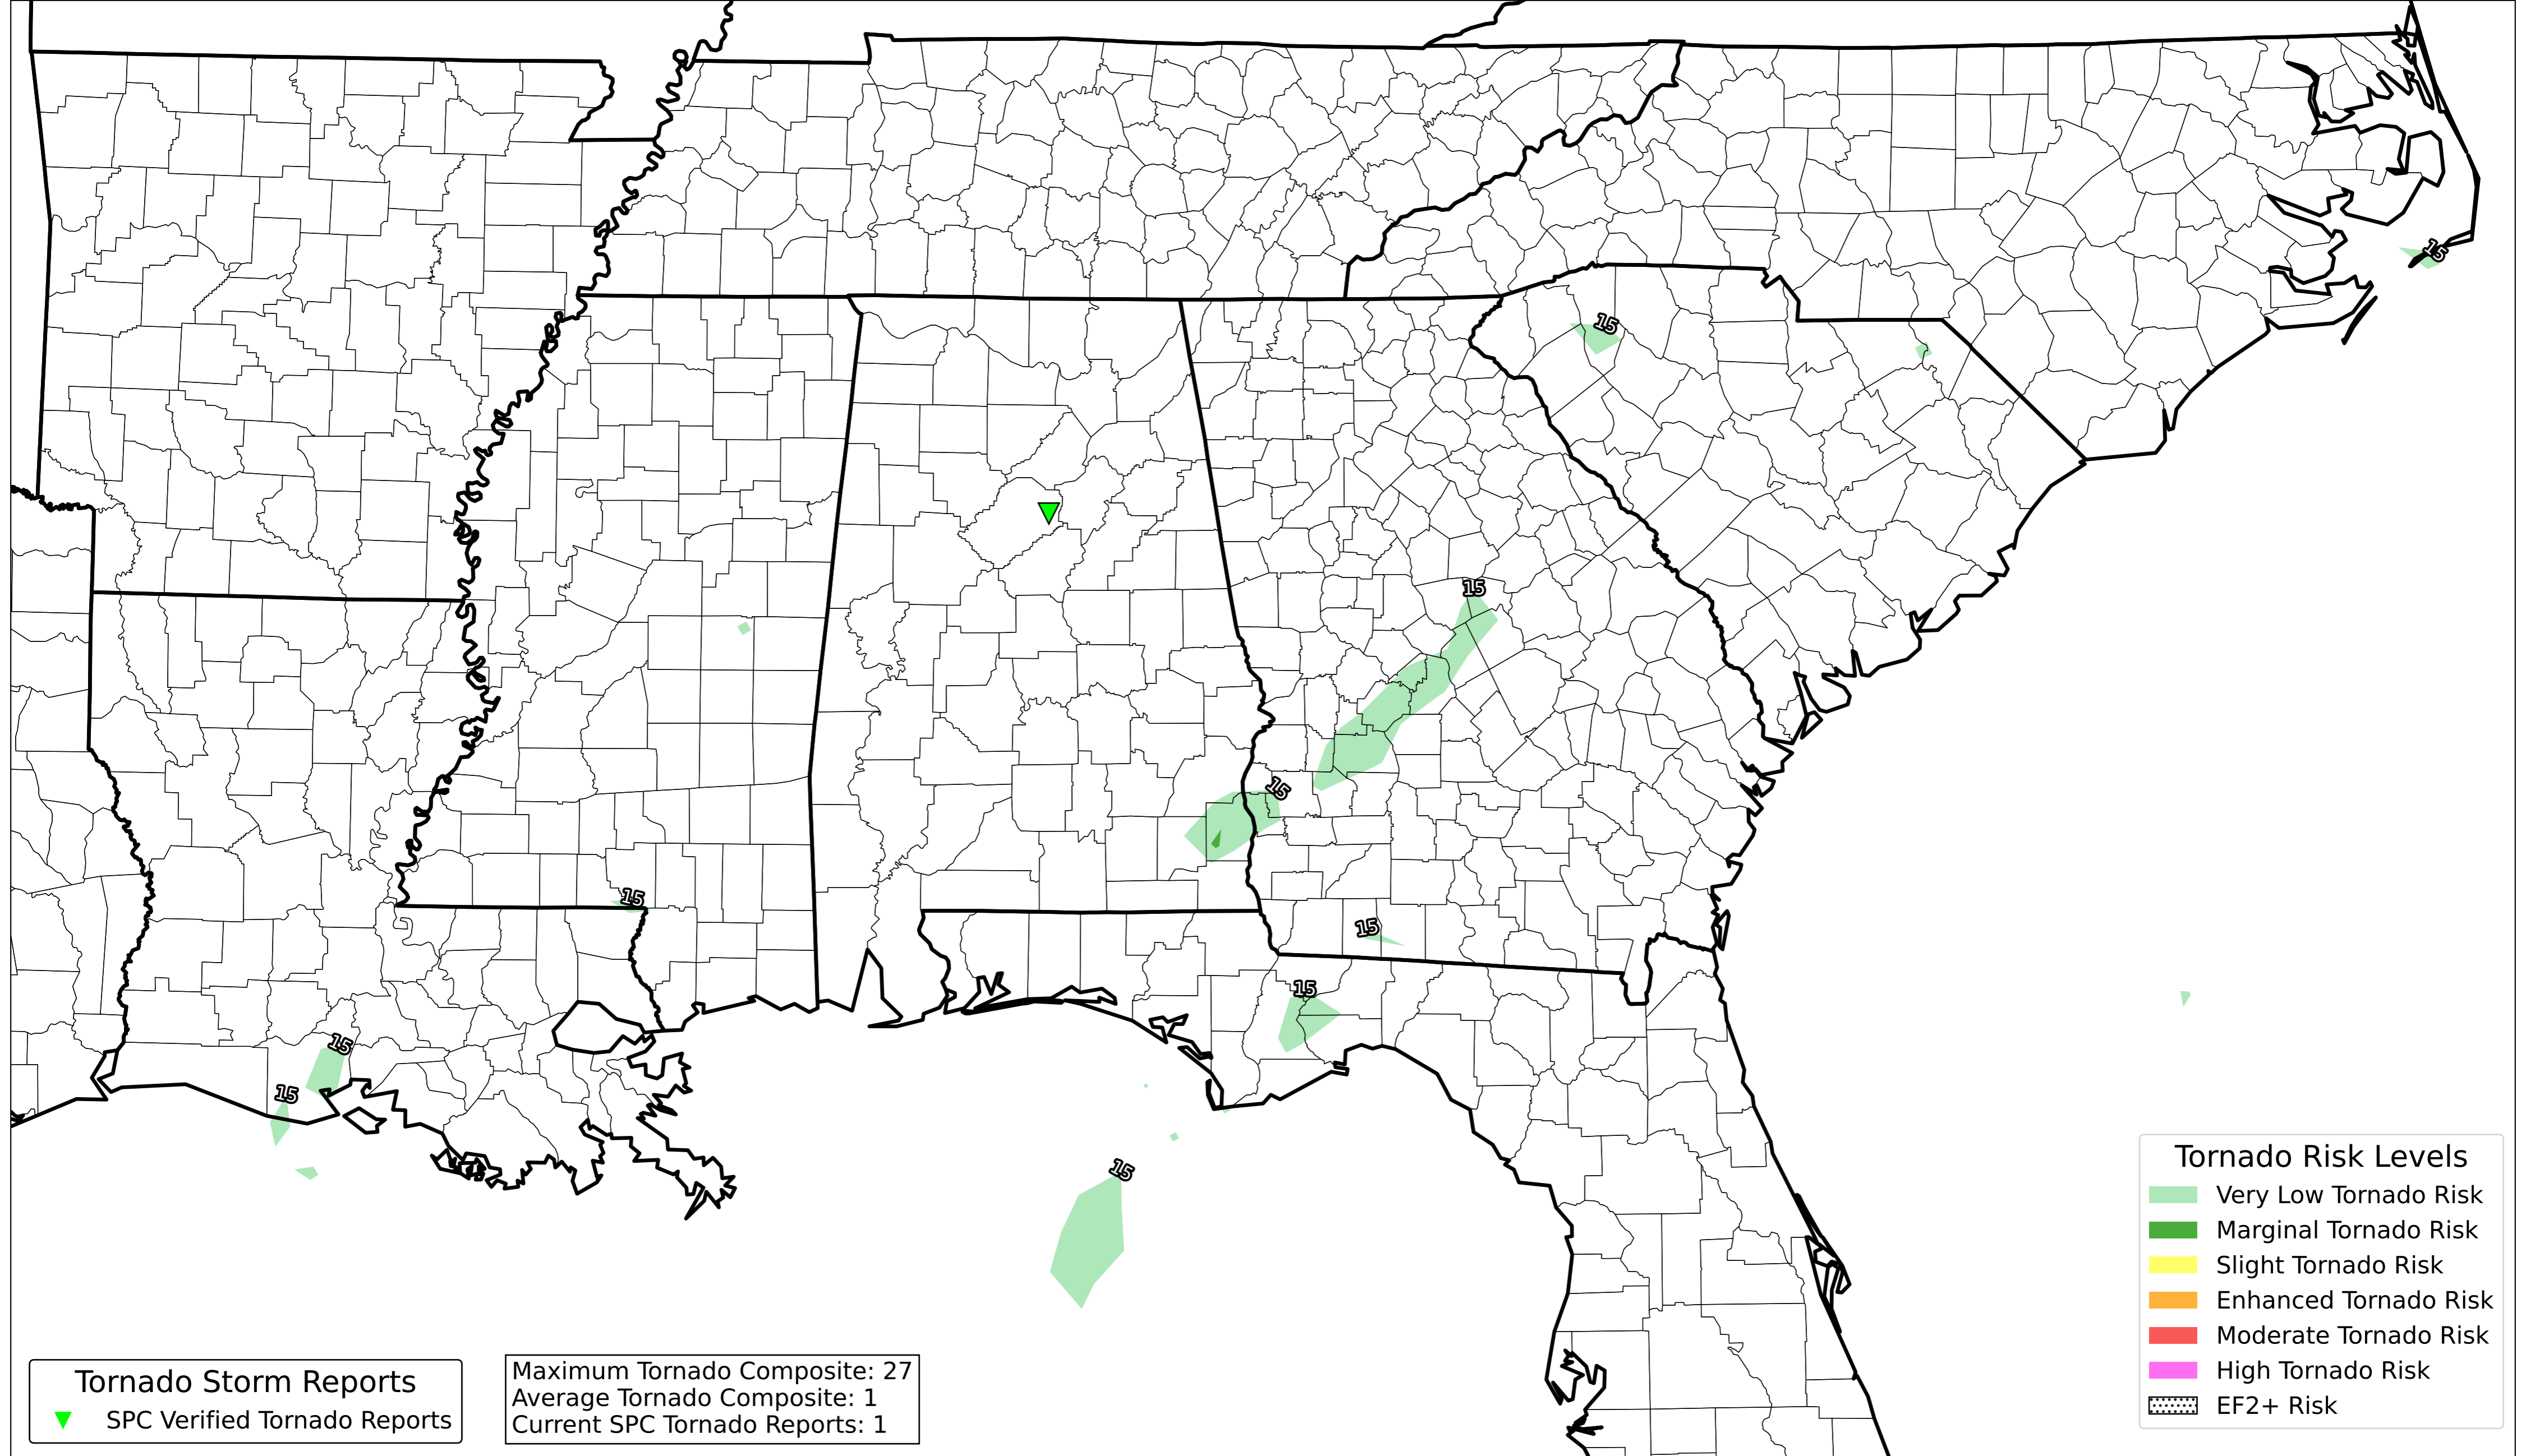 15
15
15
15
15
15
15
15
15
15
Tornado Risk Levels
Very Low Tornado Risk
Marginal Tornado Risk
Slight Tornado Risk
Enhanced Tornado Risk
Moderate Tornado Risk
High Tornado Risk
EF2+ Risk
Tornado Storm Reports
SPC Verified Tornado Reports
Maximum Tornado Composite: 27
Average Tornado Composite: 1
Current SPC Tornado Reports: 1